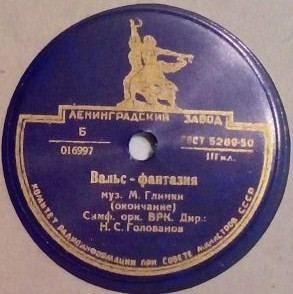 ЛЕНИНГРАДСКИЙ ЗАВОД
Б
016997
ГОСТ 5289-50
III кл.
Вальс - фантазия
муз. М. Глинки
(окончание)
Симф. орк. ВРК. Дир.:
Н. С. Голованов
КОМИТЕТ РАДИОИНФОРМАЦИИ ПРИ СОВЕТЕ МИНИСТРОВ СССР